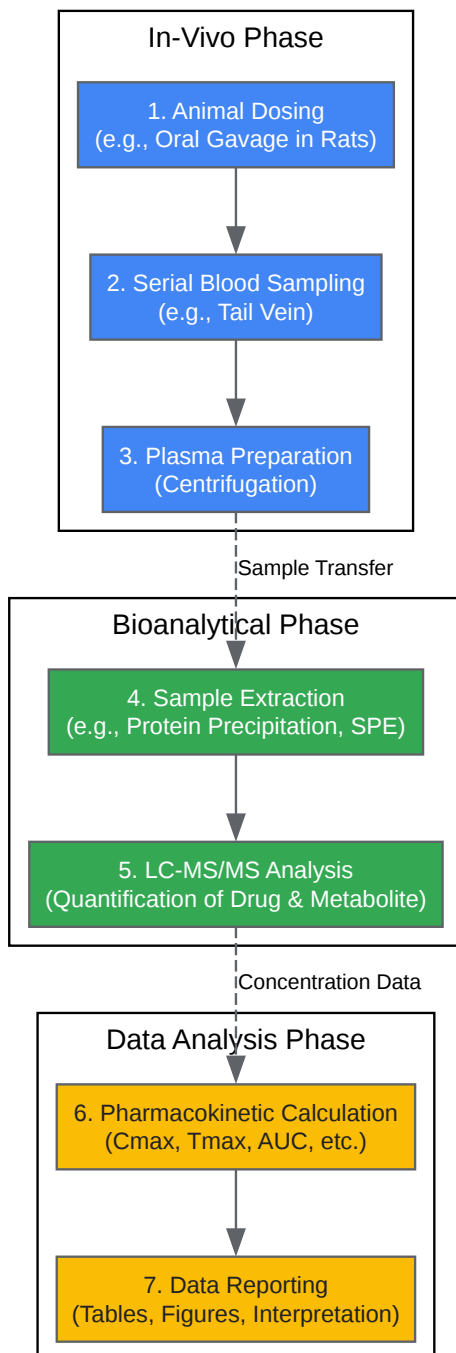 In-Vivo Phase
1. Animal Dosing
(e.g., Oral Gavage in Rats)
2. Serial Blood Sampling
(e.g., Tail Vein)
3. Plasma Preparation
(Centrifugation)
Sample Transfer
Bioanalytical Phase
4. Sample Extraction
(e.g., Protein Precipitation, SPE)
5. LC-MS/MS Analysis
(Quantification of Drug & Metabolite)
Concentration Data
Data Analysis Phase
6. Pharmacokinetic Calculation
(Cmax, Tmax, AUC, etc.)
7. Data Reporting
(Tables, Figures, Interpretation)